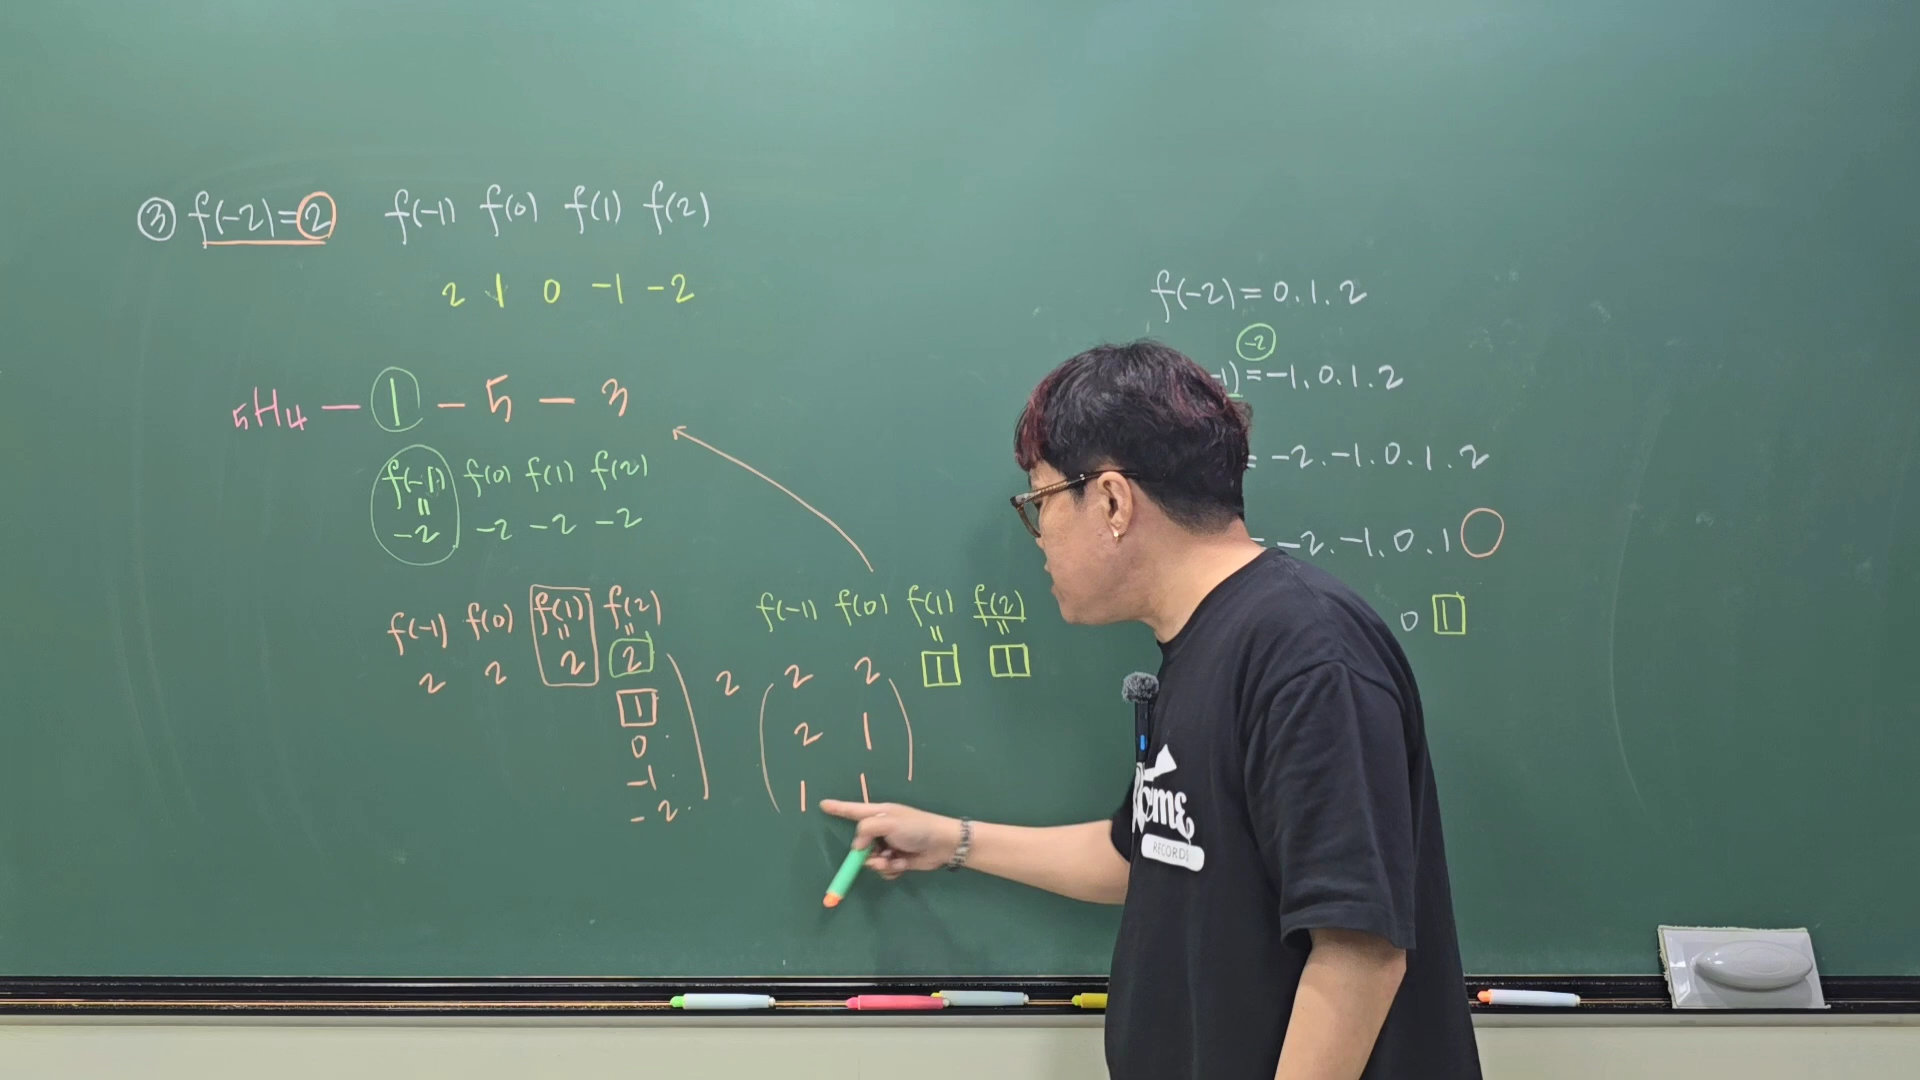 ③ f(-2)=2 f(-1) f(0) f(1) f(2)
2 1 0 -1 -2
5H4 - 1 - 5 - 3
f(-1) f(0) f(1) f(2)
=
-2 -2 -2 -2
f(-1) f(0) f(1) f(2)
= =
2 2 2 2
1
0
-1
-2
f(-1) f(0) f(1) f(2)
= =
2 2 2 1 1
2 1
1 1
f(-2)=0.1.2
-2
-1)=-1.0.1.2
= -2.-1.0.1.2
-2.-1.0.1
0 1
RECORDS